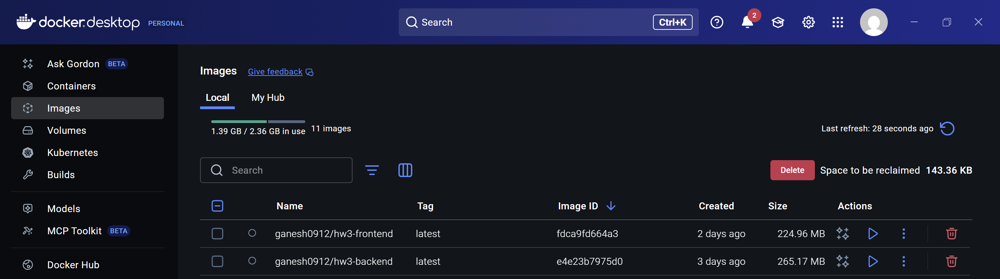 docker.desktop PERSONAL
Search Ctrl+K
2
Ask Gordon BETA
Containers
Images
Volumes
Kubernetes
Builds
Models
MCP Toolkit BETA
Docker Hub
Images Give feedback
Local My Hub
1.39 GB / 2.36 GB in use 11 images
Last refresh: 28 seconds ago
Search
Delete Space to be reclaimed 143.36 KB
Name Tag Image ID Created Size Actions
ganesh0912/hw3-frontend latest fdca9fd664a3 2 days ago 224.96 MB
ganesh0912/hw3-backend latest e4e23b7975d0 3 days ago 265.17 MB